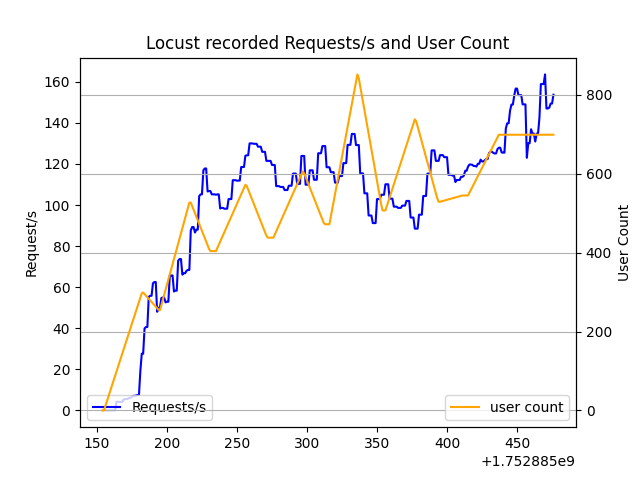 Locust recorded Requests/s and User Count
Request/s
160
140
120
100
80
60
40
20
0
800
600
400
200
0
User Count
Requests/s
user count
150 200 250 300 350 400 450
+1.752885e9